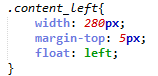 .content_left{
    width: 280px;
    margin-top: 5px;
    float: left;
}